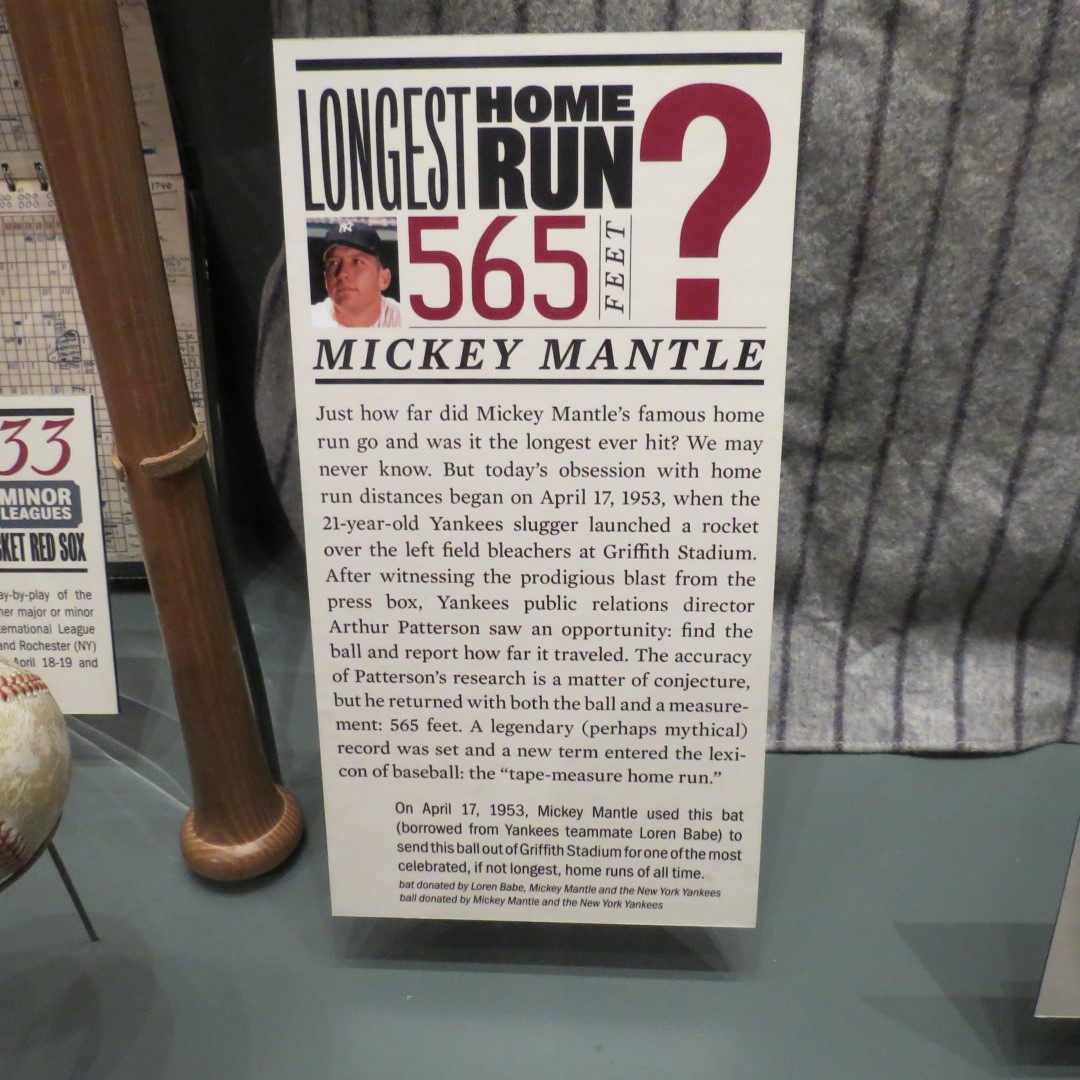 LONGEST HOME RUN ?
565 FEET
MICKEY MANTLE
Just how far did Mickey Mantle's famous home
run go and was it the longest ever hit? We may
never know. But today's obsession with home
run distances began on April 17, 1953, when the
21-year-old Yankees slugger launched a rocket
over the left field bleachers at Griffith Stadium.
After witnessing the prodigious blast from the
press box, Yankees public relations director
Arthur Patterson saw an opportunity: find the
ball and report how far it traveled. The accuracy
of Patterson's research is a matter of conjecture,
but he returned with both the ball and a measure-
ment: 565 feet. A legendary (perhaps mythical)
record was set and a new term entered the lexi-
con of baseball: the “tape-measure home run.”
On April 17, 1953, Mickey Mantle used this bat
(borrowed from Yankees teammate Loren Babe) to
send this ball out of Griffith Stadium for one of the most
celebrated, if not longest, home runs of all time.
bat donated by Loren Babe, Mickey Mantle and the New York Yankees
ball donated by Mickey Mantle and the New York Yankees
33
MINOR
LEAGUES
KET RED SOX
ay-by-play of the
her major or minor
ternational League
and Rochester (NY)
April 18-19 and